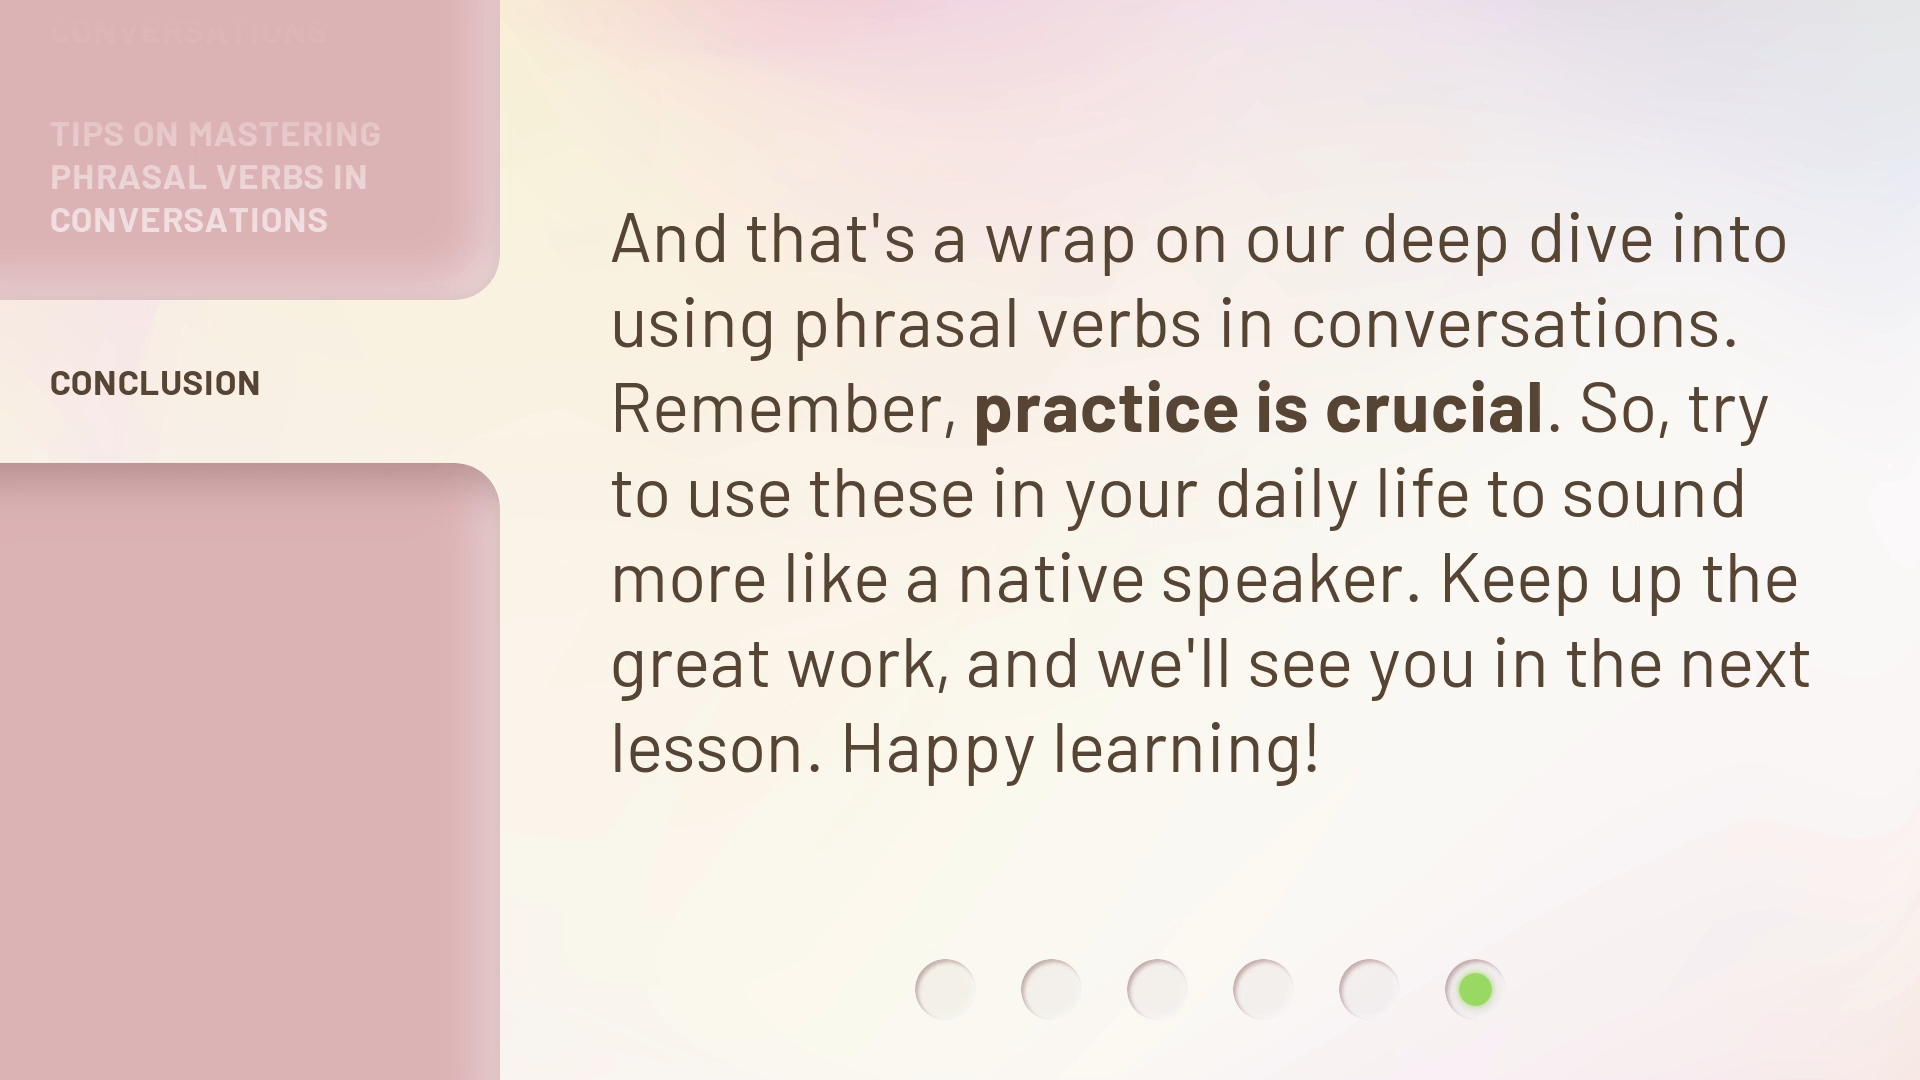 CONVERSATIONS
TIPS ON MASTERING
PHRASAL VERBS IN
CONVERSATIONS
CONCLUSION
And that's a wrap on our deep dive into
using phrasal verbs in conversations.
Remember, practice is crucial. So, try
to use these in your daily life to sound
more like a native speaker. Keep up the
great work, and we'll see you in the next
lesson. Happy learning!